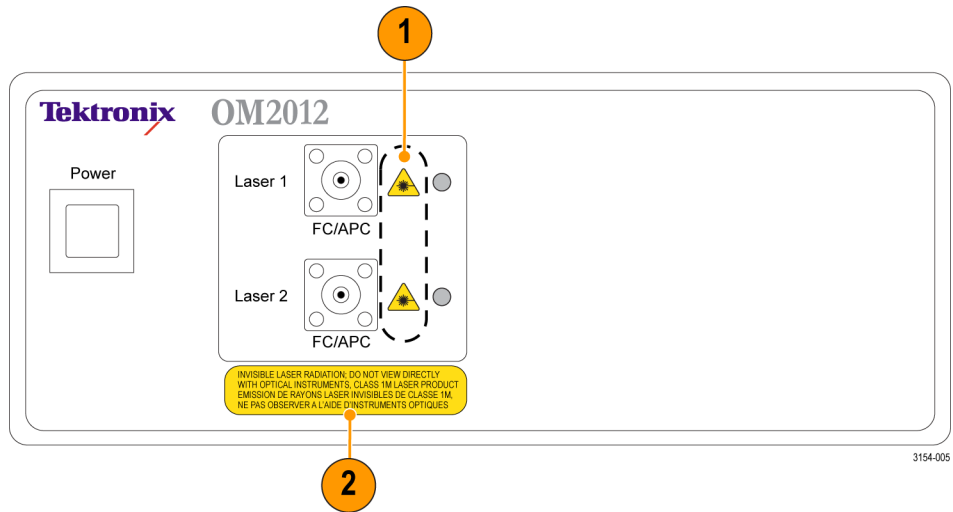 1
Tektronix OM2012
Power
Laser 1
FC/APC
Laser 2
FC/APC
INVISIBLE LASER RADIATION; DO NOT VIEW DIRECTLY
WITH OPTICAL INSTRUMENTS, CLASS 1M LASER PRODUCT
EMISSION DE RAYONS LASER INVISIBLES DE CLASSE 1M,
NE PAS OBSERVER A L'AIDE D'INSTRUMENTS OPTIQUES
3154-005
2